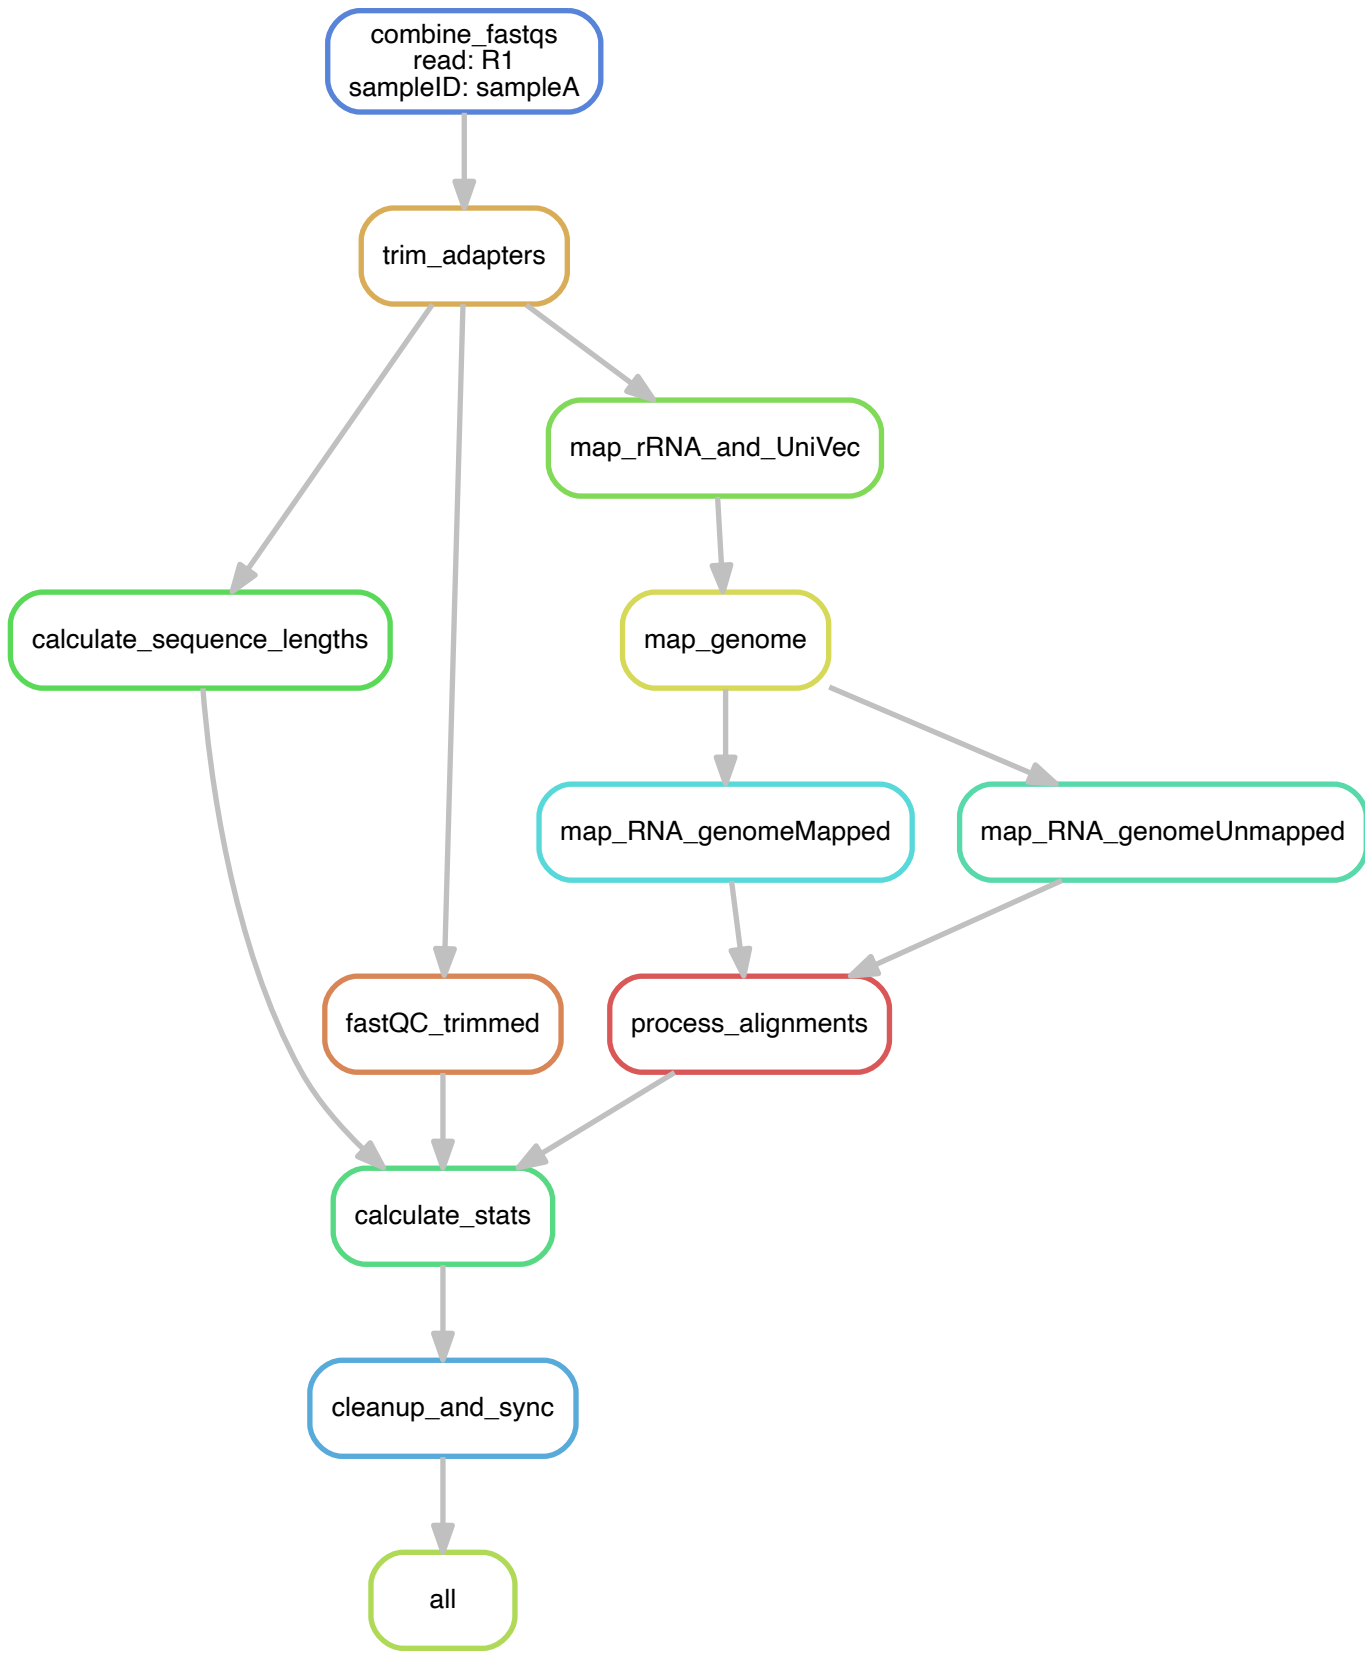 combine_fastqs
read: R1
sampleID: sampleA
trim_adapters
map_rRNA_and_UniVec
calculate_sequence_lengths
map_genome
map_RNA_genomeMapped
map_RNA_genomeUnmapped
fastQC_trimmed
process_alignments
calculate_stats
cleanup_and_sync
all